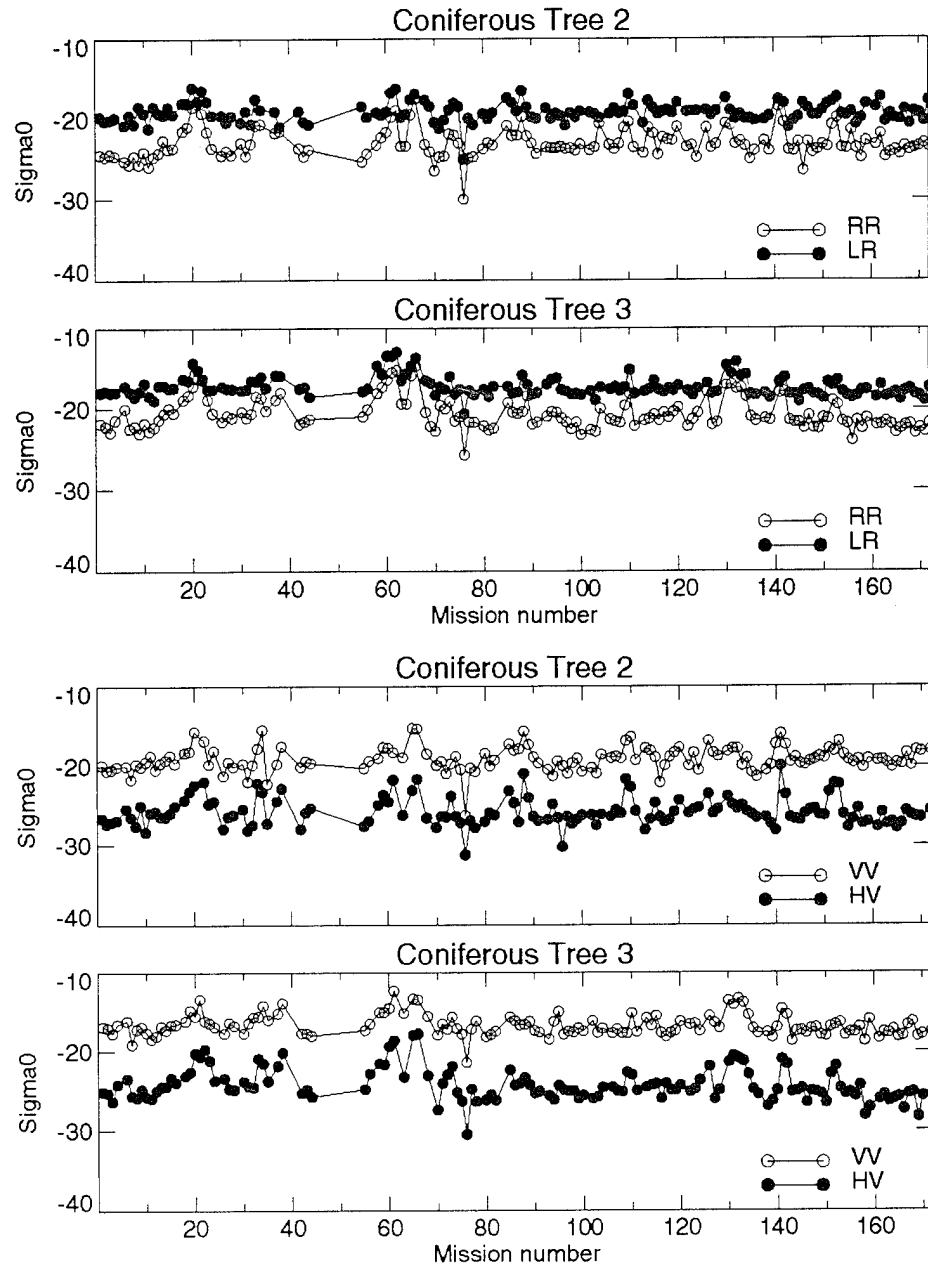 Coniferous Tree 2
-10
-20
-30
-40
Sigma0
RR
LR
Coniferous Tree 3
-10
-20
-30
-40
Sigma0
RR
LR
20 40 60 80 100 120 140 160
Mission number
Coniferous Tree 2
-10
-20
-30
-40
Sigma0
VV
HV
Coniferous Tree 3
-10
-20
-30
-40
Sigma0
VV
HV
20 40 60 80 100 120 140 160
Mission number